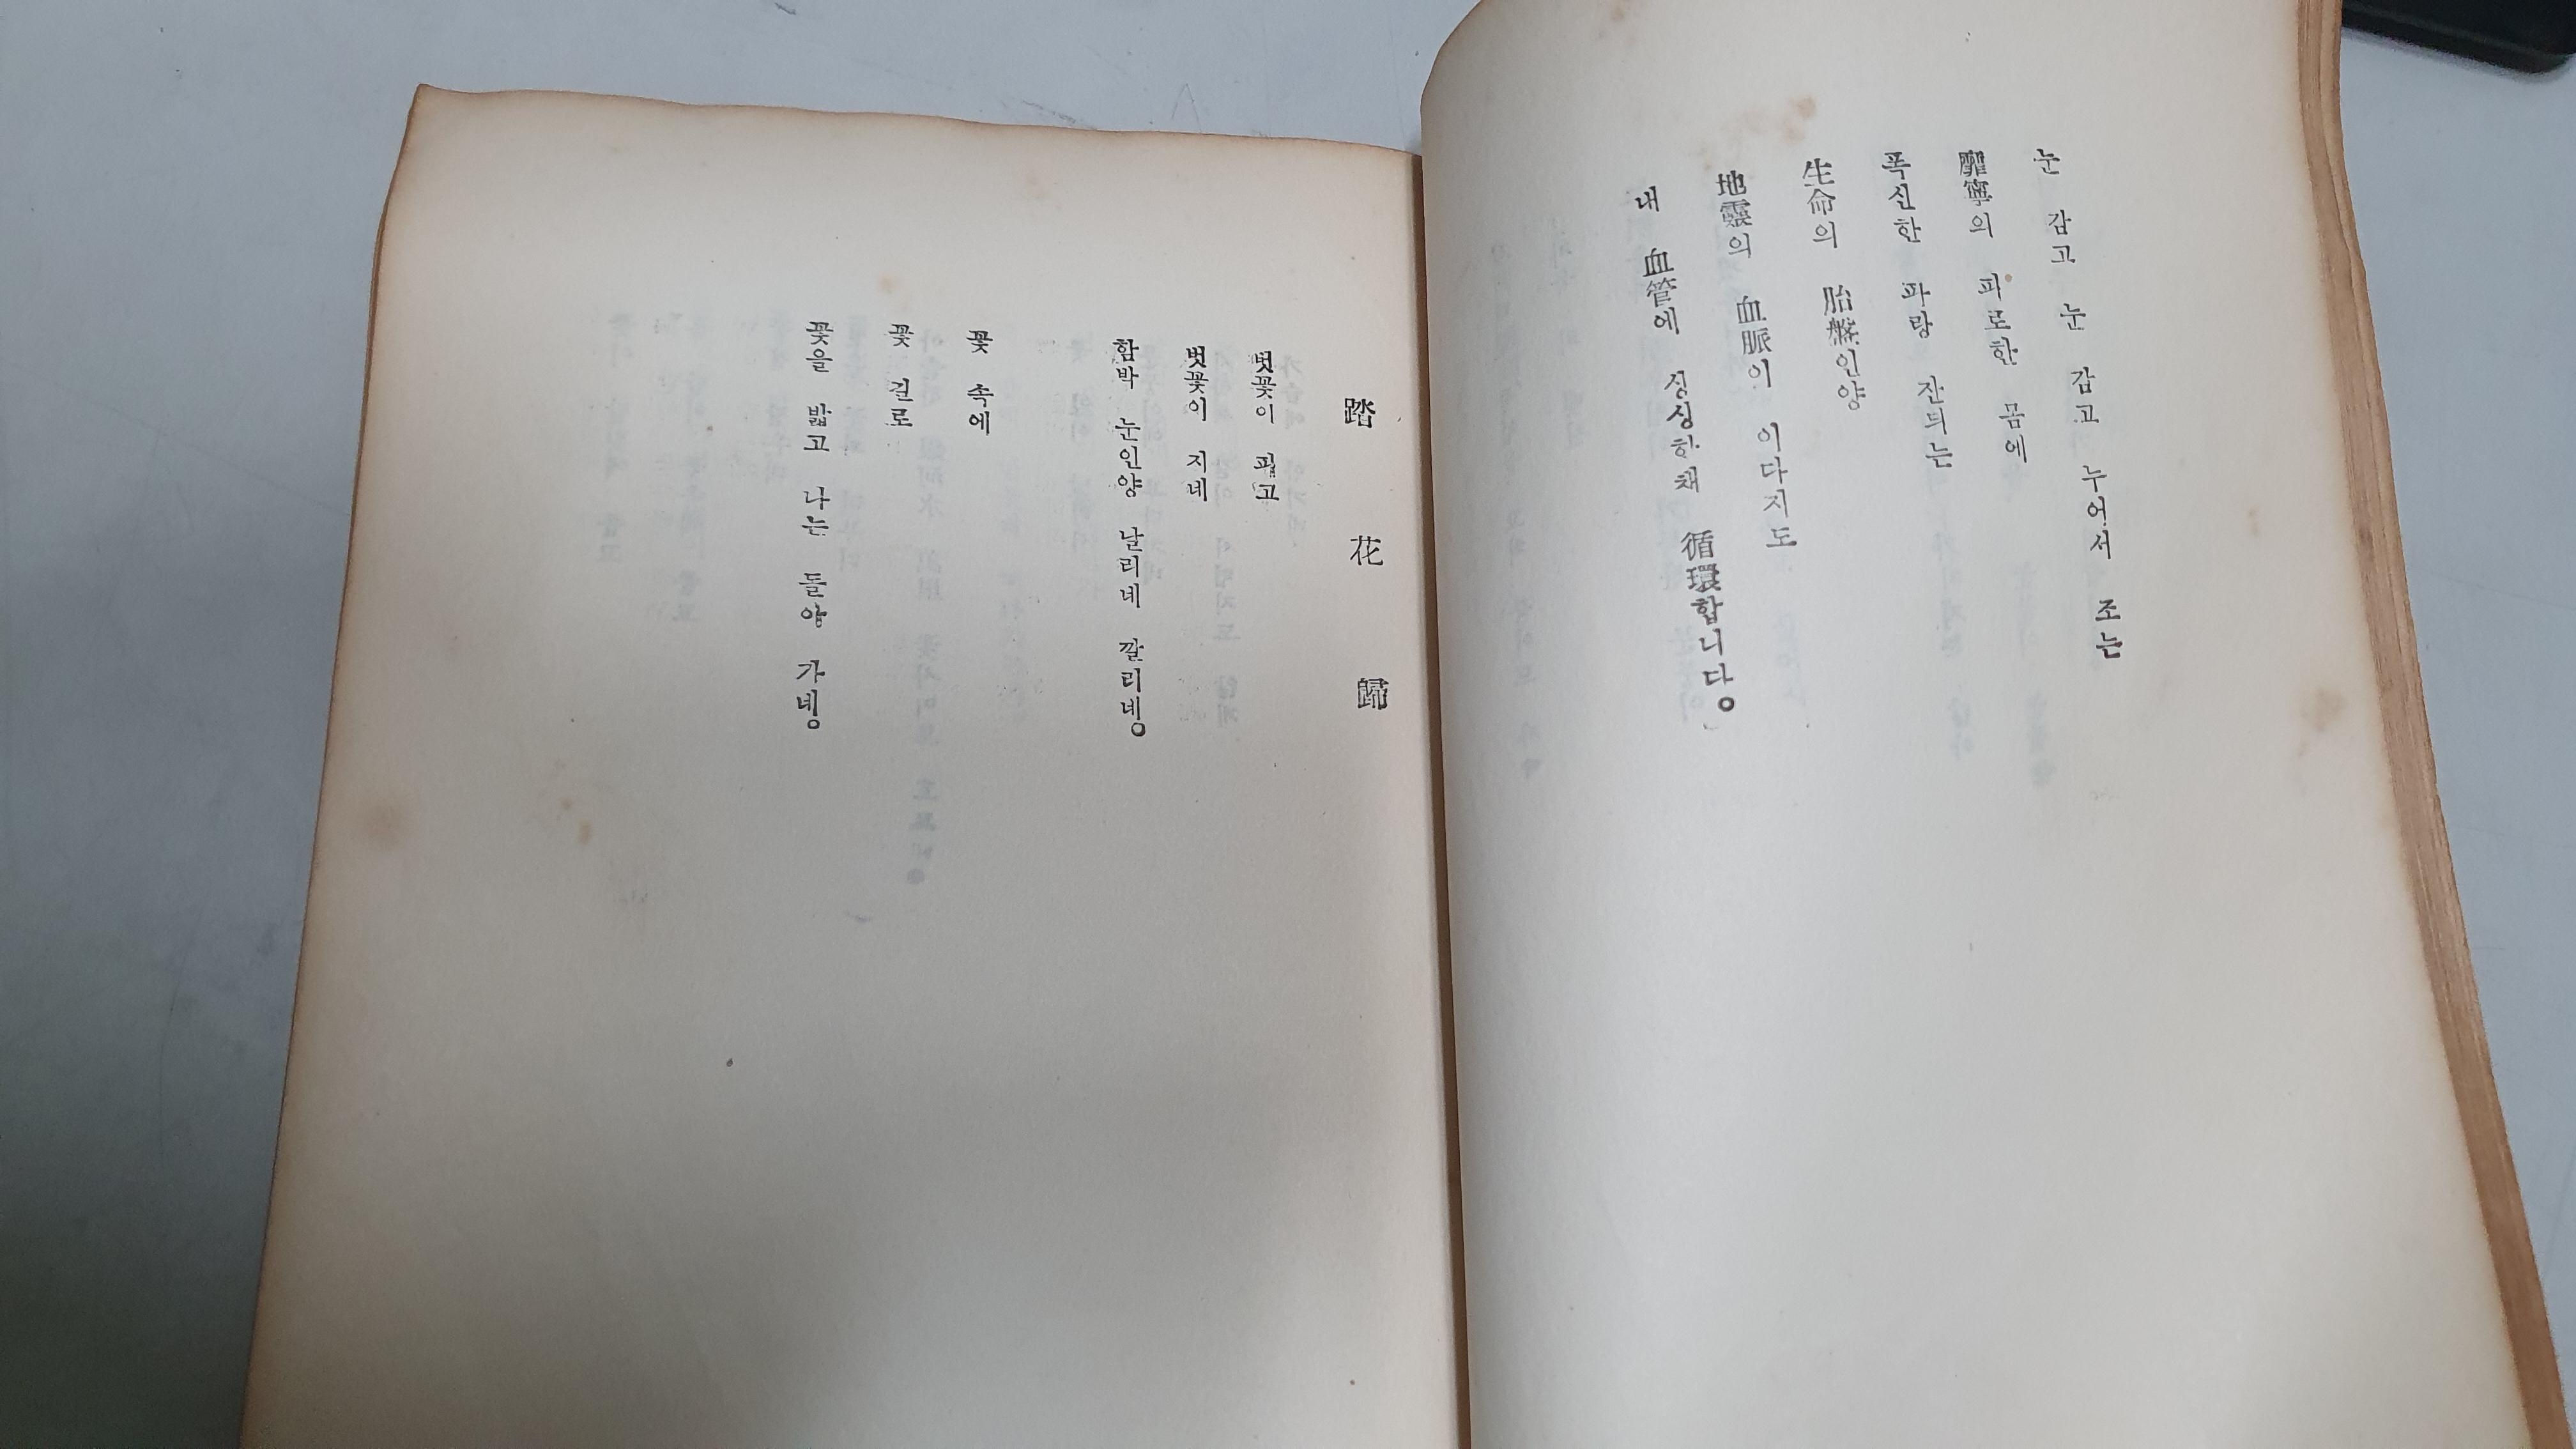 눈 감고 눈 감고 누어서 조는
靡寧의 피로한 몸에
폭신한 파랑 잔듸는
生命의 胎盤인양
地靈의 血脈이 이다지도
내 血管에 싱싱하채 循環합니다。
踏花歸
벗꽃이 피고
벗꽃이 지네
함박 눈인양 날리네 깔리네。
꽃 속에
꽃 길로
꽃을 밟고 나는 돌아 가네。